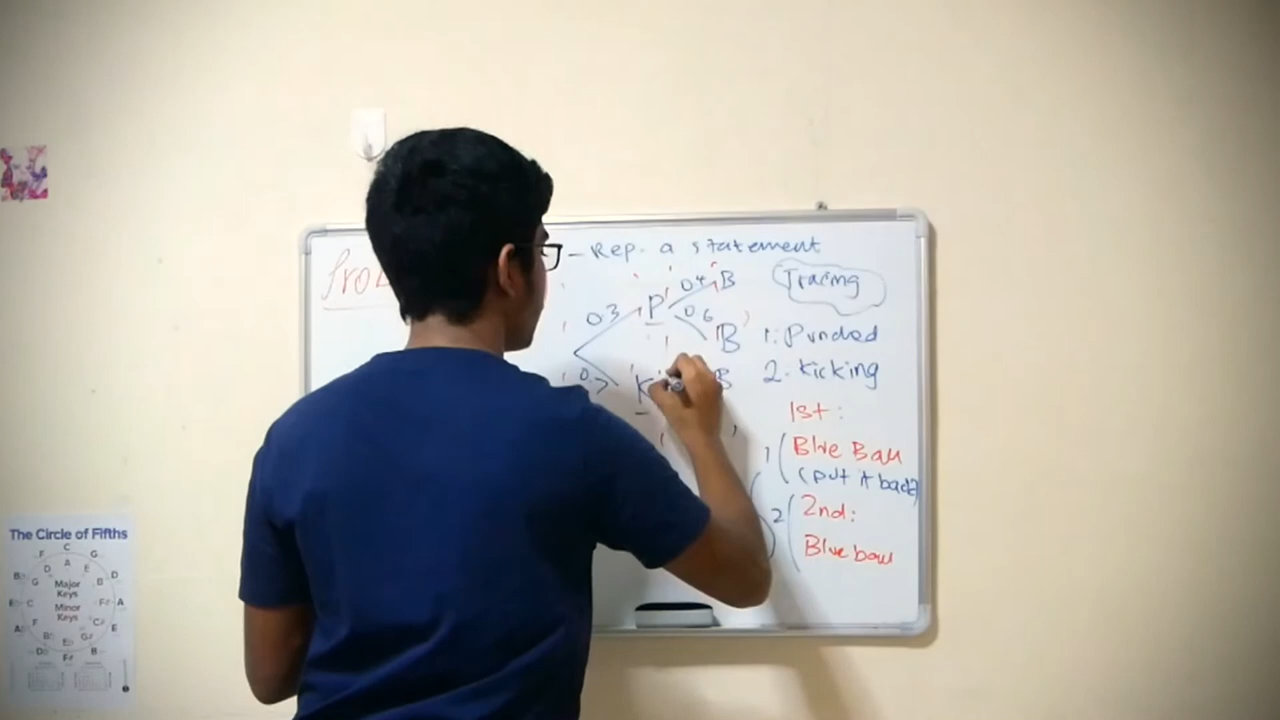 - Rep. a statement
Tracing
0.3
P
0.4
B
0.6
B
0.7
K
B
1. Punched
2. Kicking
1st:
1
Blue Ball
(put it back)
2
2nd:
Blue ball
The Circle of Fifths
C
F
G
D
A
E
B♭
G
B
D
Major
Keys
E♭
C
F#
A
Minor
Keys
A♭
F
C#
E
B♭
G#
E♭
D♭
B
F#